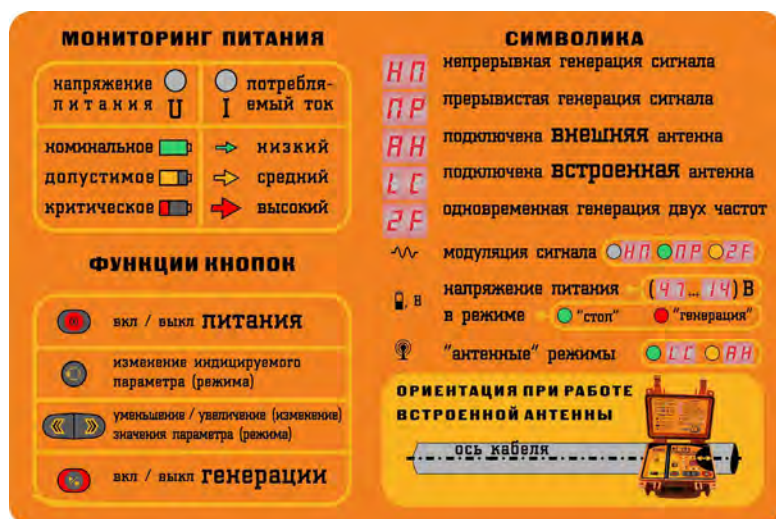 МОНИТОРИНГ ПИТАНИЯ
напряжение питания U
I потребля-
емый ток
номинальное
низкий
допустимое
средний
критическое
высокий
ФУНКЦИИ КНОПОК
вкл / выкл ПИТАНИЯ
изменение индицируемого
параметра (режима)
уменьшение / увеличение (изменение)
значения параметра (режима)
вкл / выкл ГЕНЕРАЦИИ
СИМВОЛИКА
НП непрерывная генерация сигнала
ПР прерывистая генерация сигнала
АН подключена ВНЕШНЯЯ антенна
LC подключена ВСТРОЕННАЯ антенна
2F одновременная генерация двух частот
модуляция сигнала НП ПР 2F
, В напряжение питания (47... 14) В
в режиме "стоп" "генерация"
"антенные" режимы LC АН
ОРИЕНТАЦИЯ ПРИ РАБОТЕ
ВСТРОЕННОЙ АНТЕННЫ
ось кабеля